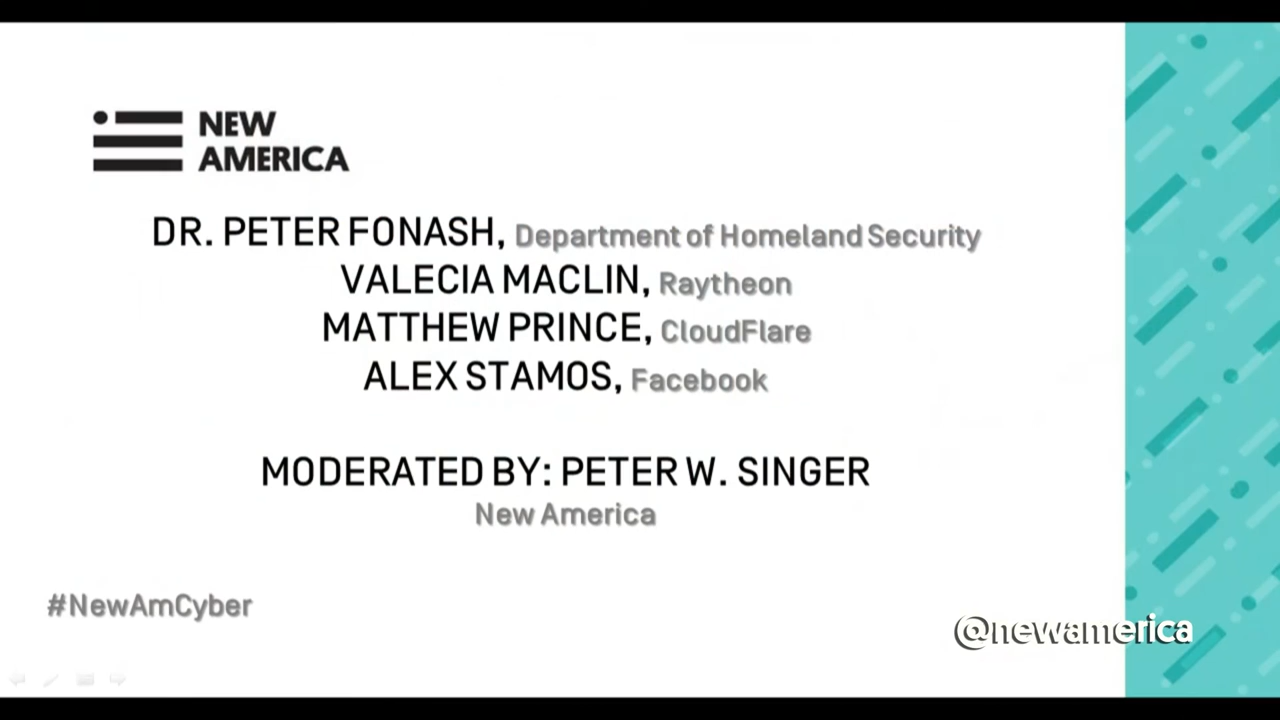 NEW
AMERICA
DR. PETER FONASH, Department of Homeland Security
VALECIA MACLIN, Raytheon
MATTHEW PRINCE, CloudFlare
ALEX STAMOS, Facebook
MODERATED BY: PETER W. SINGER
New America
#NewAmCyber
@newamerica